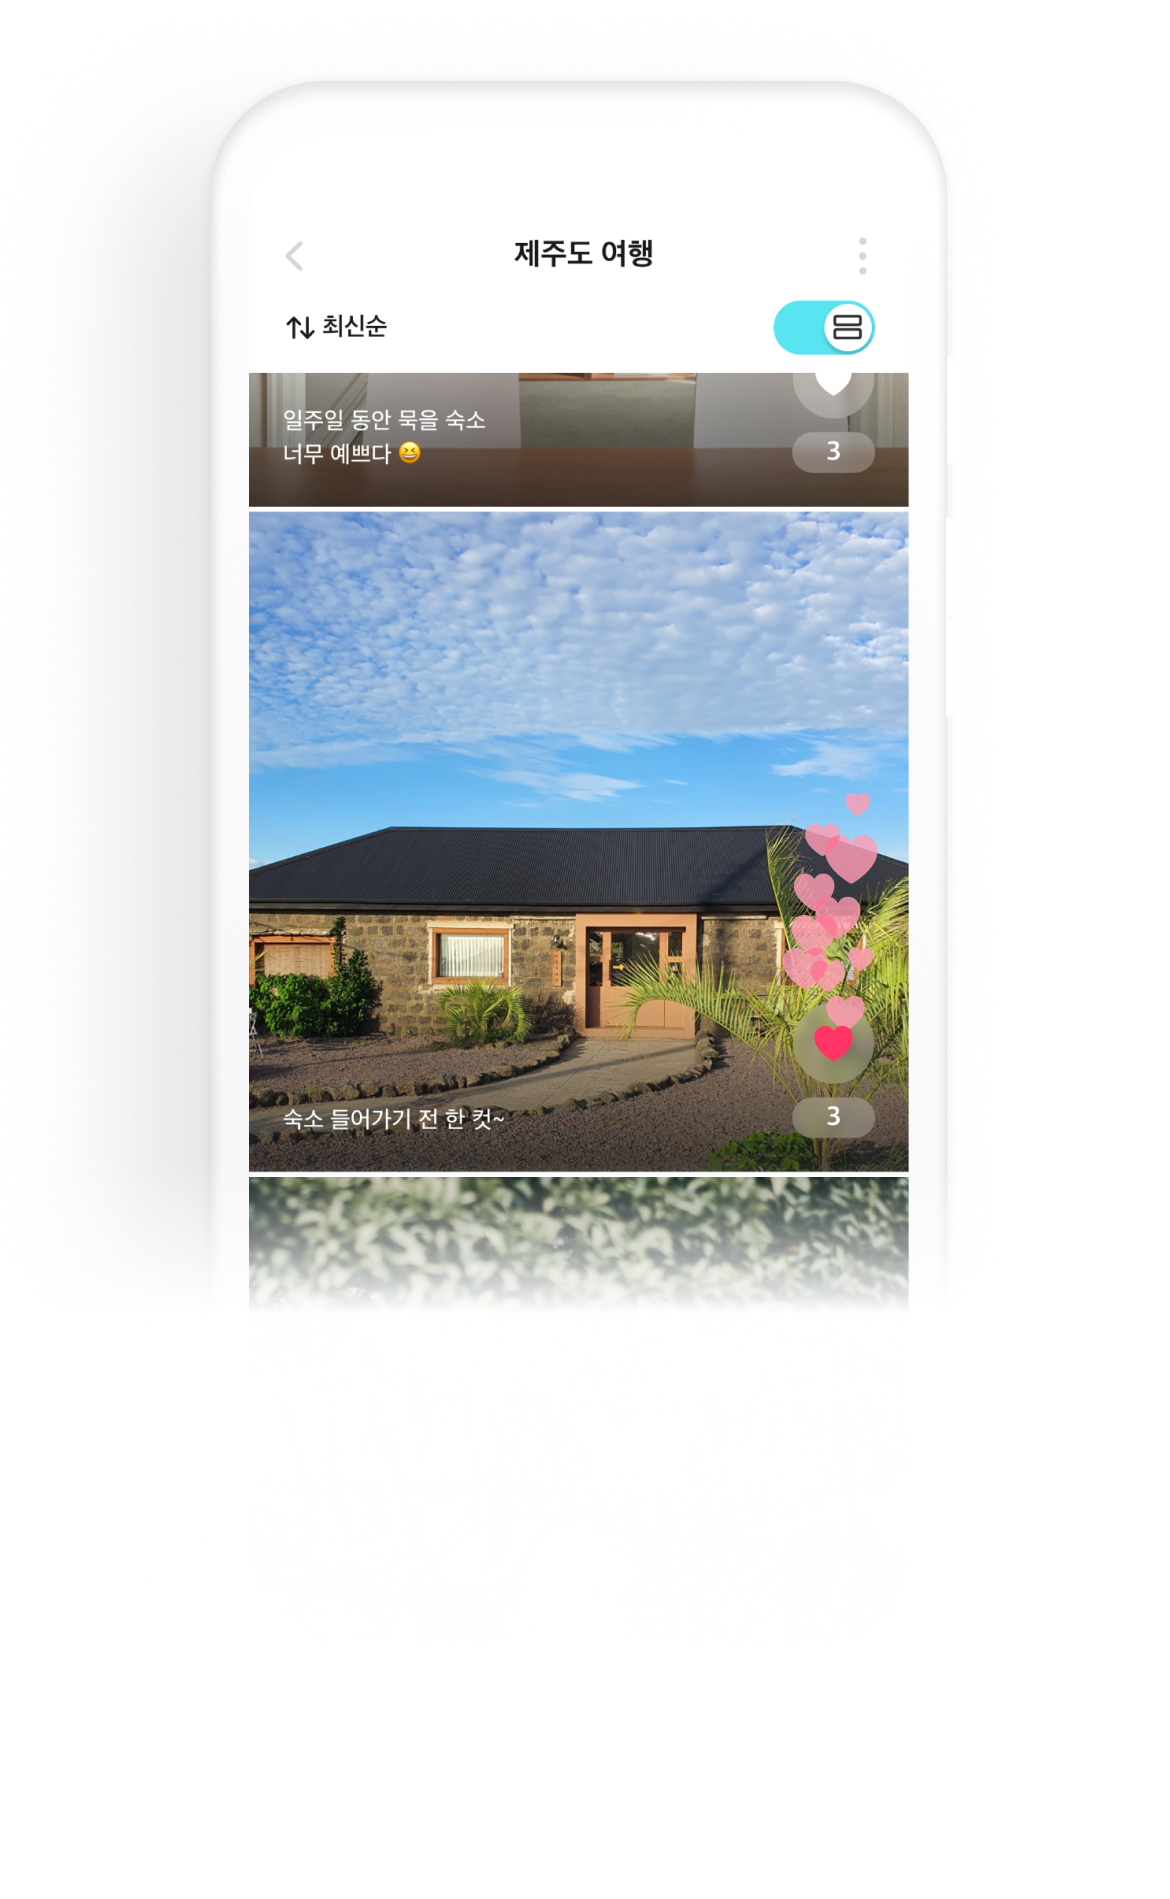 제주도 여행
최신순
일주일 동안 묵을 숙소
너무 예쁘다 😆
3
숙소 들어가기 전 한 컷~
3